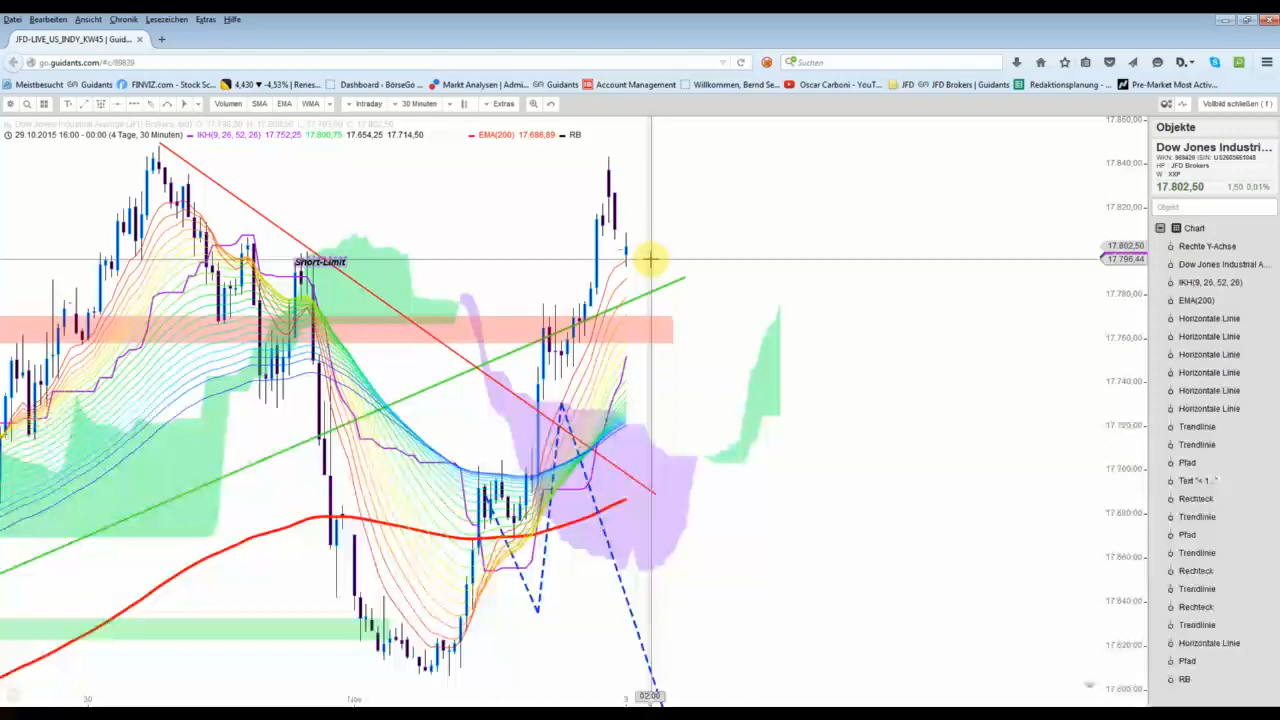 Datei Bearbeiten Ansicht Chronik Lesezeichen Extras Hilfe
JFD-LIVE_US_INDY_KW45 | Guid...
go.guidants.com/#c/89839
Suchen
Meistbesucht Guidants FINVIZ.com - Stock Sc... 4,430 ▼ -4,53% | Renes... Dashboard ‹ BörseGo ... Markt Analysen | Admi... Guidants Account Management Willkommen, Bernd Se... Oscar Carboni - YouT... JFD JFD Brokers | Guidants Redaktionsplanung - ... Pre-Market Most Activ...
Volumen SMA EMA WMA Intraday 30 Minuten Extras Vollbild schließen ( f )
29.10.2015 16:00 - 00:00 (4 Tage, 30 Minuten) IKH(9, 26, 52, 26) 17.752,25 17.800,75 17.654,25 17.714,50 EMA(200) 17.686,89 RB
Short-Limit
17.860,00
17.840,00
17.820,00
17.802,50
17.796,44
17.780,00
17.760,00
17.740,00
17.720,00
17.700,00
17.680,00
17.660,00
17.640,00
17.620,00
17.600,00
30 Nov 3 02:00
Objekte
Dow Jones Industri...
WKN: 969420 ISIN: US2605661048
HP JFD Brokers
W XXP
17.802,50 1,50 0,01%
Objekt
Chart
Rechte Y-Achse
Dow Jones Industrial A...
IKH(9, 26, 52, 26)
EMA(200)
Horizontale Linie
Horizontale Linie
Horizontale Linie
Horizontale Linie
Horizontale Linie
Horizontale Linie
Trendlinie
Trendlinie
Pfad
Text "< 1..."
Rechteck
Trendlinie
Pfad
Trendlinie
Rechteck
Trendlinie
Rechteck
Trendlinie
Horizontale Linie
Pfad
RB